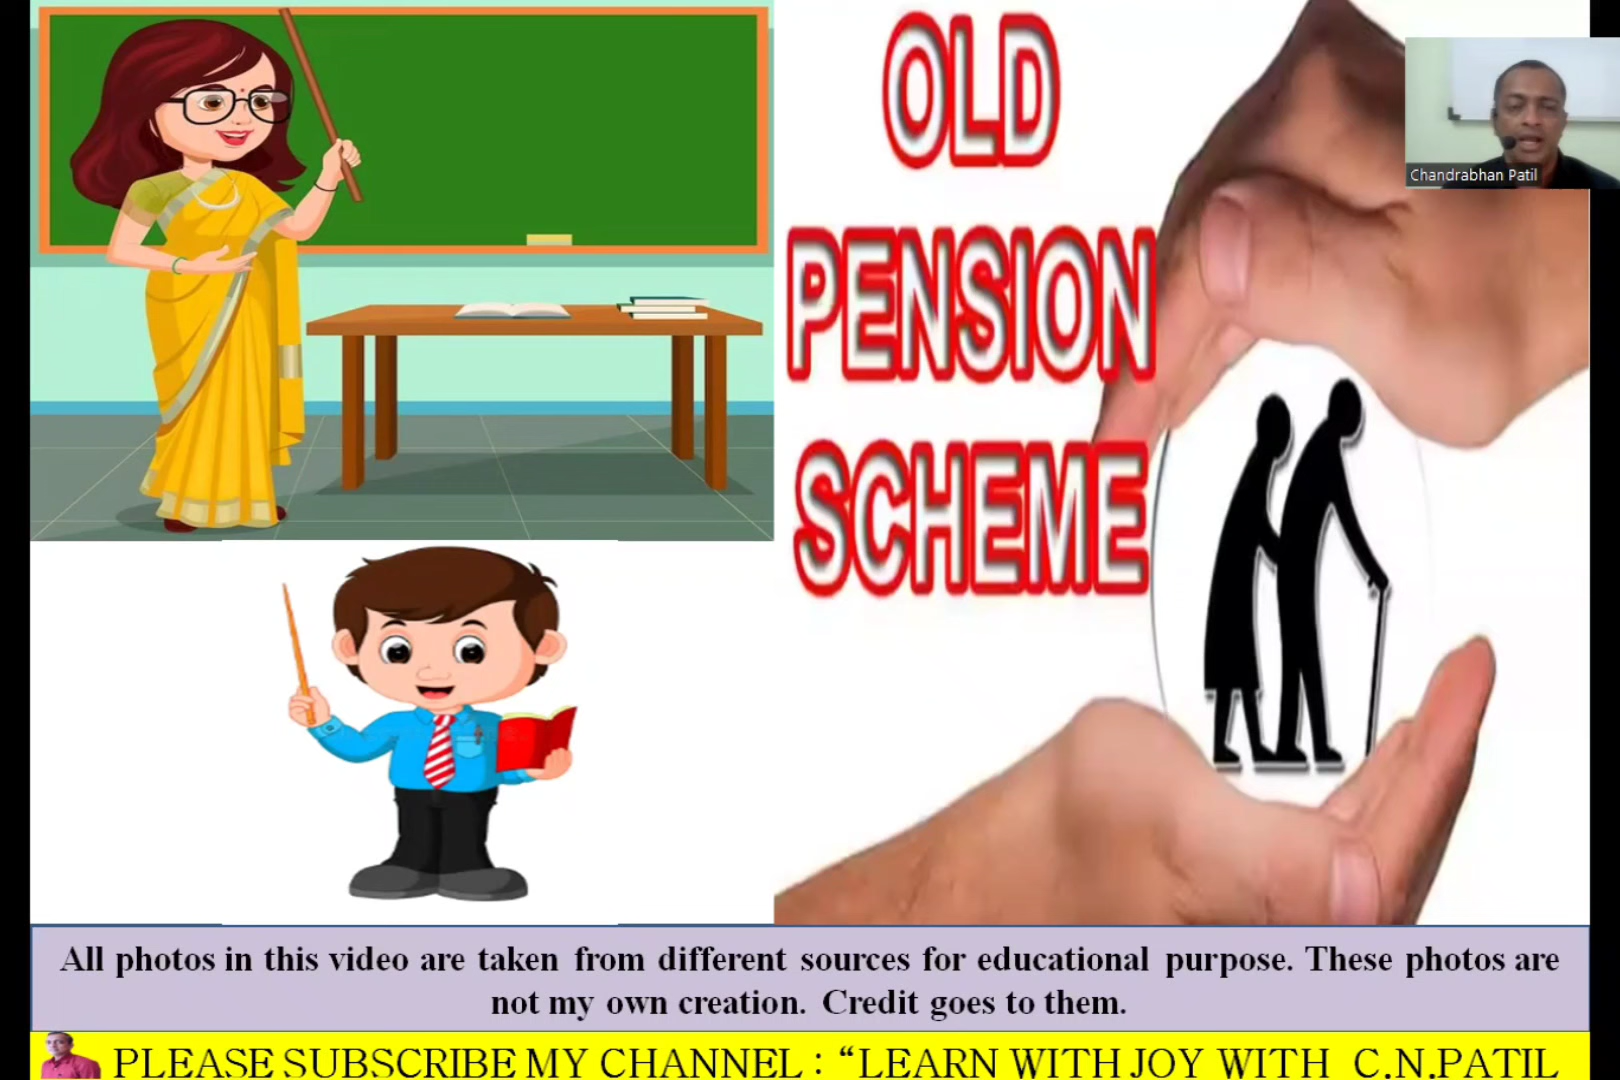 OLD
PENSION
SCHEME
Chandrabhan Patil
All photos in this video are taken from different sources for educational purpose. These photos are
not my own creation. Credit goes to them.
PLEASE SUBSCRIBE MY CHANNEL : “LEARN WITH JOY WITH C.N.PATIL